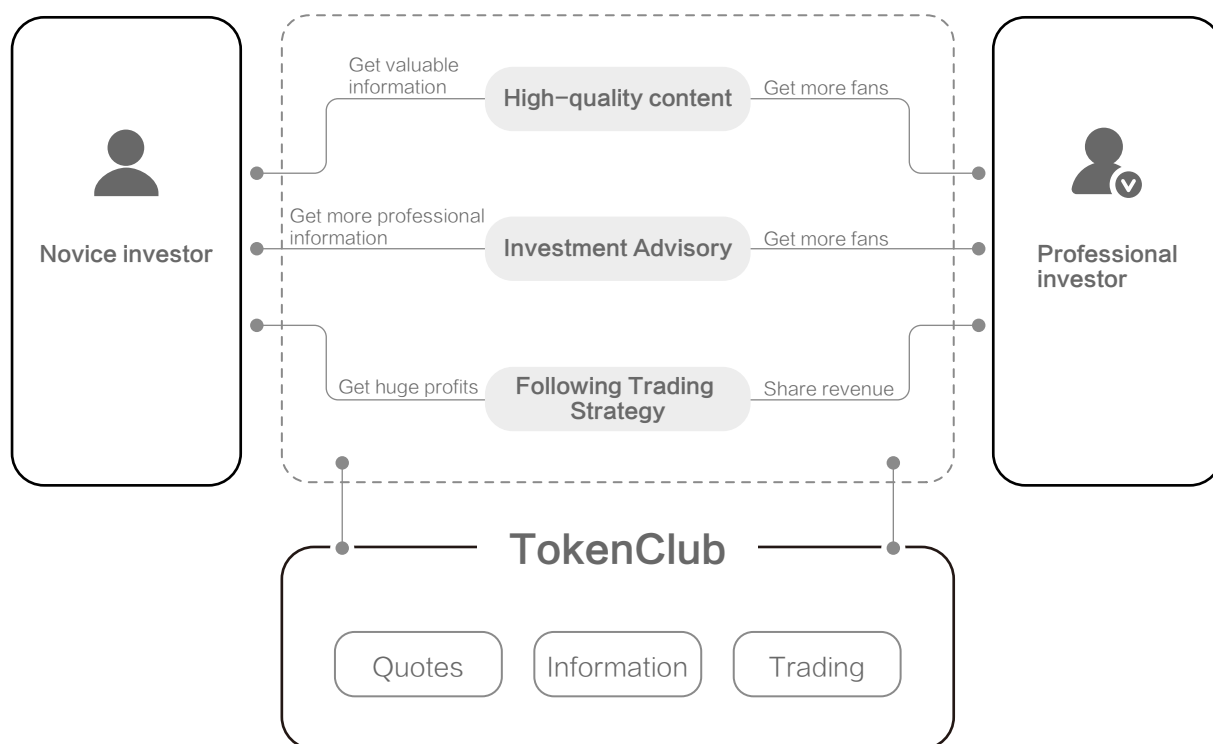 Get valuable
information
High-quality content
Get more fans
Get more professional
information
Investment Advisory
Get more fans
Novice investor
Professional
investor
Get huge profits
Following Trading
Strategy
Share revenue
TokenClub
Quotes
Information
Trading